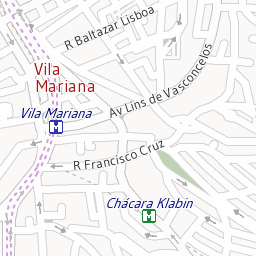 R Baltazar Lisboa
Vila
Mariana
Av Lins de Vasconcelos
Vila Mariana
M
R Francisco Cruz
Chácara Klabin
M